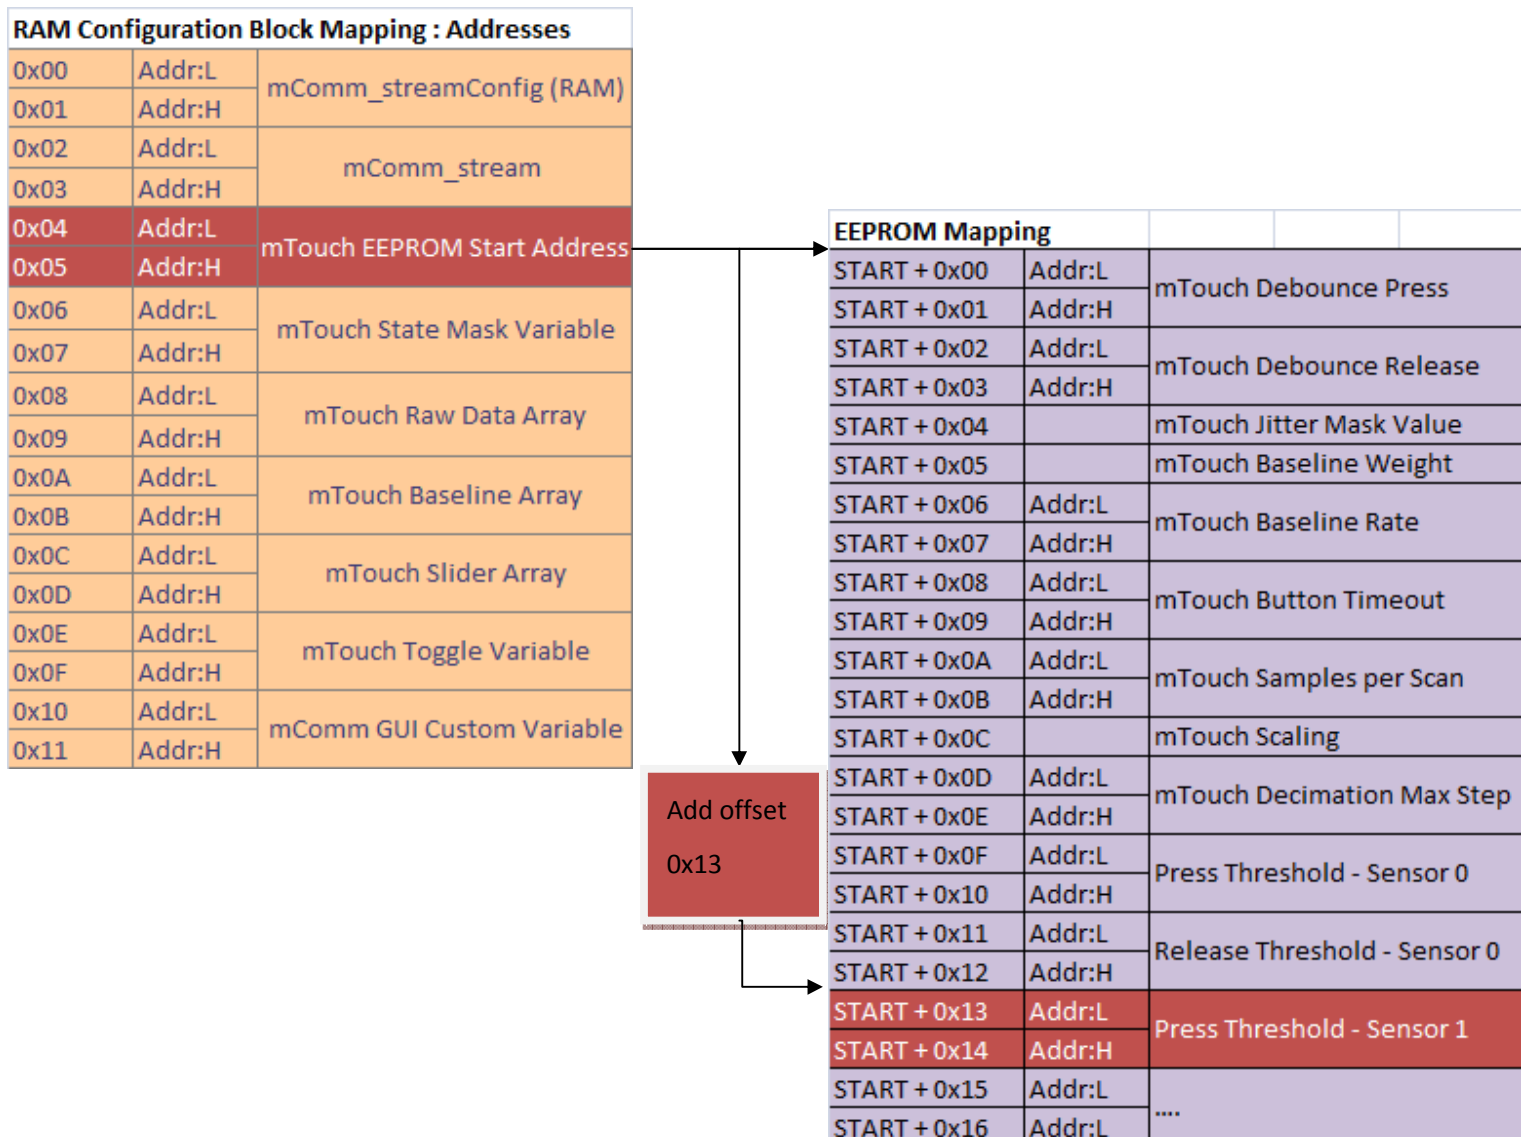 RAM Configuration Block Mapping : Addresses
0x00 Addr:L mComm_streamConfig (RAM)
0x01 Addr:H
0x02 Addr:L mComm_stream
0x03 Addr:H
0x04 Addr:L mTouch EEPROM Start Address
0x05 Addr:H
0x06 Addr:L mTouch State Mask Variable
0x07 Addr:H
0x08 Addr:L mTouch Raw Data Array
0x09 Addr:H
0x0A Addr:L mTouch Baseline Array
0x0B Addr:H
0x0C Addr:L mTouch Slider Array
0x0D Addr:H
0x0E Addr:L mTouch Toggle Variable
0x0F Addr:H
0x10 Addr:L mComm GUI Custom Variable
0x11 Addr:H
Add offset
0x13
EEPROM Mapping
START + 0x00 Addr:L mTouch Debounce Press
START + 0x01 Addr:H
START + 0x02 Addr:L mTouch Debounce Release
START + 0x03 Addr:H
START + 0x04 mTouch Jitter Mask Value
START + 0x05 mTouch Baseline Weight
START + 0x06 Addr:L mTouch Baseline Rate
START + 0x07 Addr:H
START + 0x08 Addr:L mTouch Button Timeout
START + 0x09 Addr:H
START + 0x0A Addr:L mTouch Samples per Scan
START + 0x0B Addr:H
START + 0x0C mTouch Scaling
START + 0x0D Addr:L mTouch Decimation Max Step
START + 0x0E Addr:H
START + 0x0F Addr:L Press Threshold - Sensor 0
START + 0x10 Addr:H
START + 0x11 Addr:L Release Threshold - Sensor 0
START + 0x12 Addr:H
START + 0x13 Addr:L Press Threshold - Sensor 1
START + 0x14 Addr:H
START + 0x15 Addr:L ....
START + 0x16 Addr:L